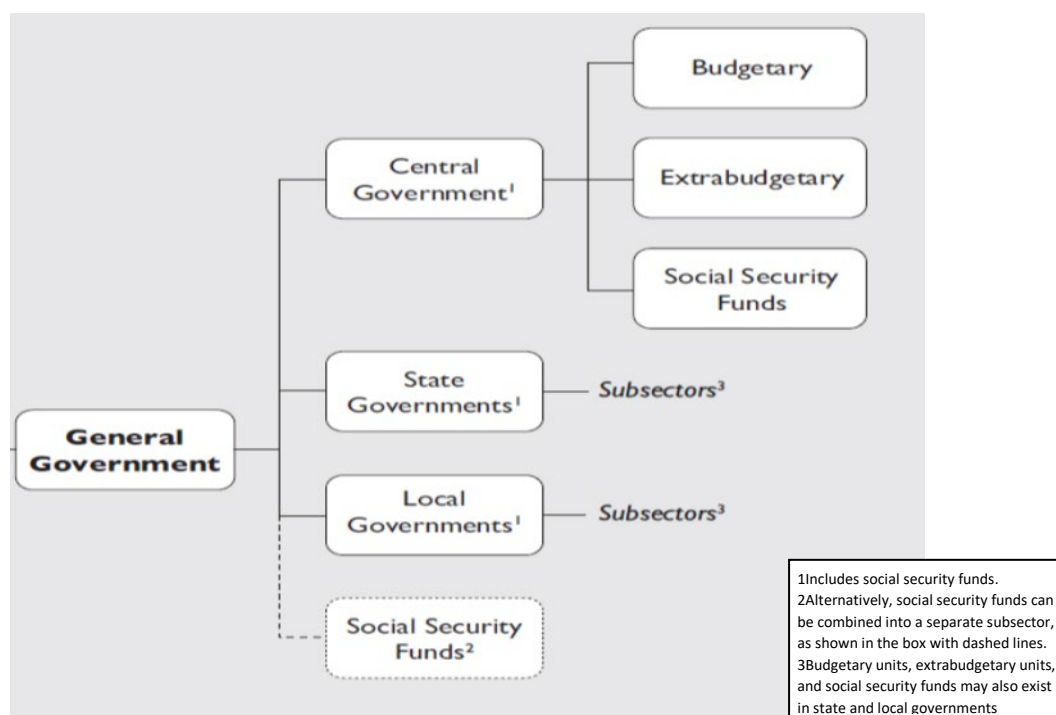 Budgetary
Central
Government¹
Extrabudgetary
Social Security
Funds
State
Governments¹
Subsectors³
General
Government
Local
Governments¹
Subsectors³
Social Security
Funds²
1Includes social security funds.
2Alternatively, social security funds can
be combined into a separate subsector,
as shown in the box with dashed lines.
3Budgetary units, extrabudgetary units,
and social security funds may also exist
in state and local governments